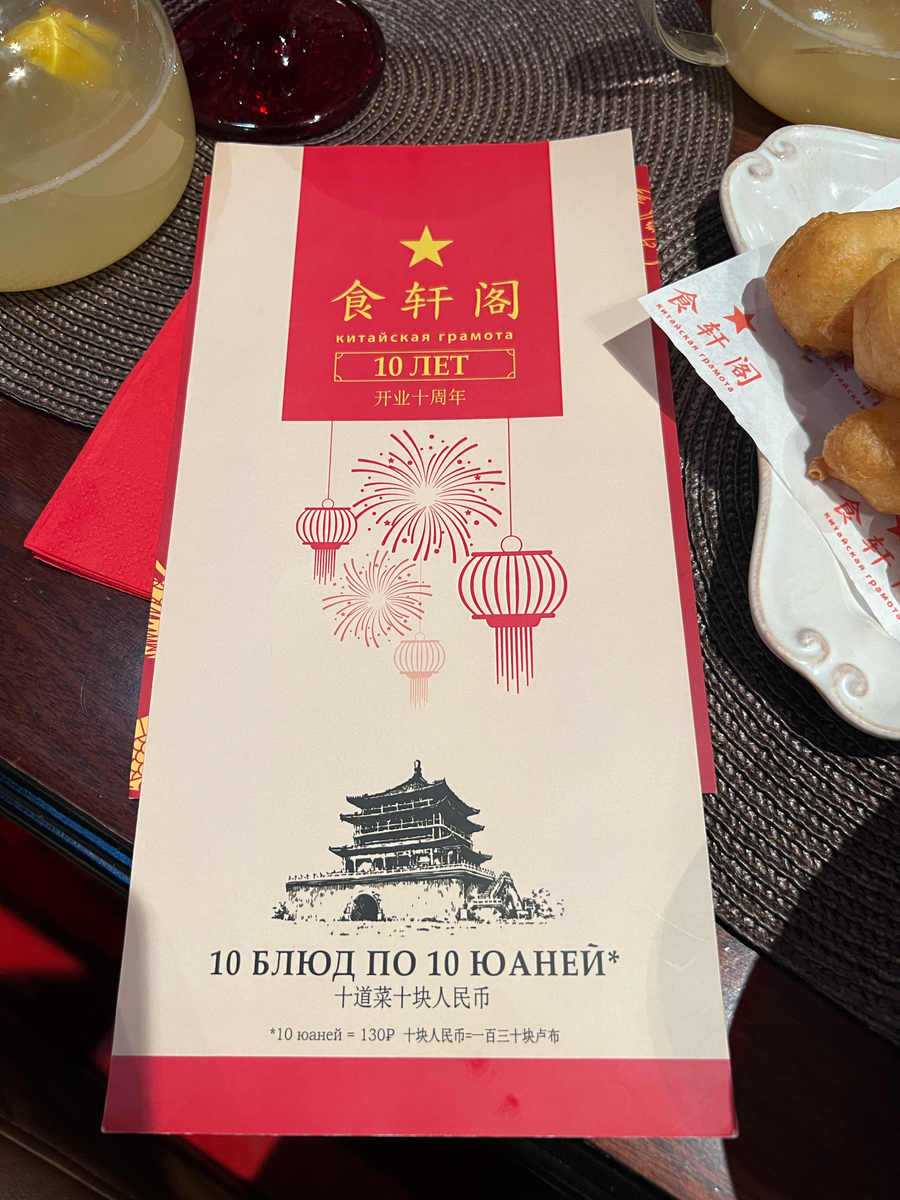 食轩阁
китайская грамота
10 ЛЕТ
开业十周年
10 БЛЮД ПО 10 ЮАНЕЙ*
十道菜十块人民币
*10 юаней = 130₽ 十块人民币=一百三十块卢布
食轩阁
китайская грамота
食轩
китайская грамота